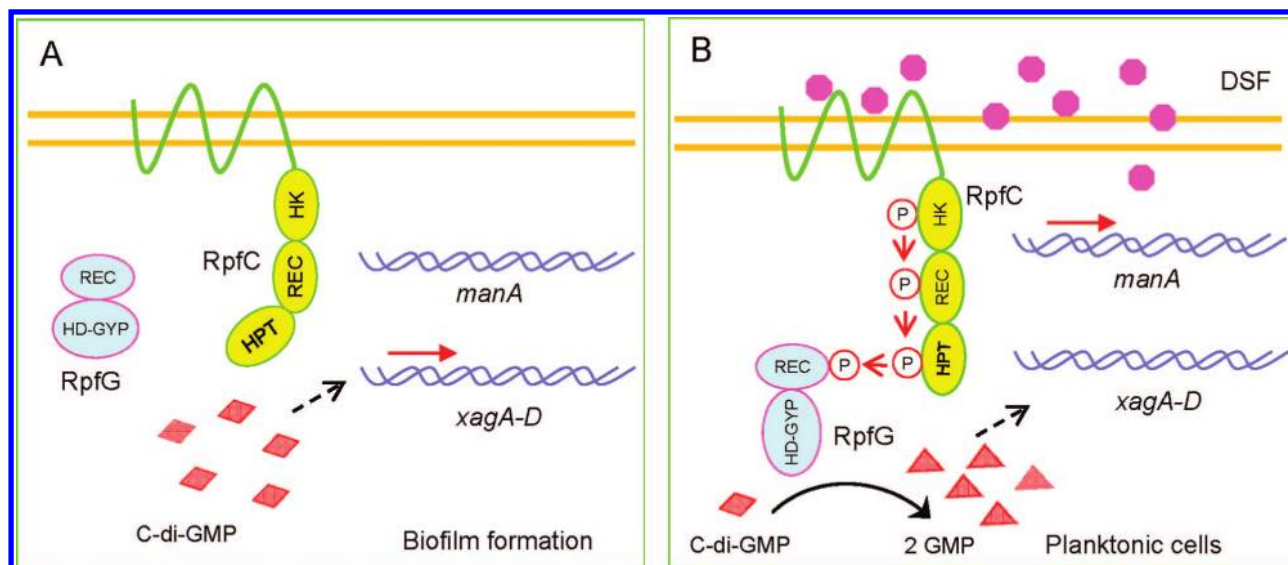 A
HK
RpfC
REC
HPT
REC
HD-GYP
RpfG
manA
xagA-D
C-di-GMP
Biofilm formation
B
DSF
RpfC
P
HK
P
REC
manA
REC
P
P
HPT
HD-GYP
RpfG
xagA-D
C-di-GMP
2 GMP
Planktonic cells